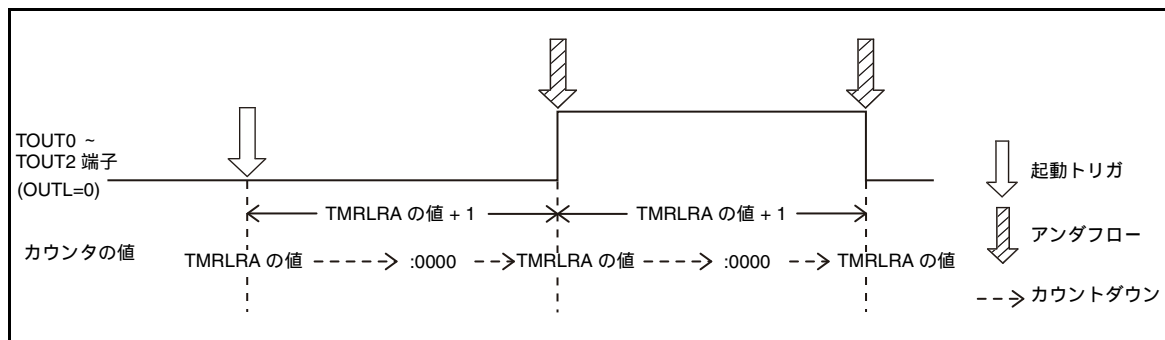 TOUT0 ~
TOUT2 端子
(OUTL=0)
起動トリガ
TMRLRA の値 + 1
TMRLRA の値 + 1
アンダフロー
カウンタの値
TMRLRA の値
:0000
TMRLRA の値
:0000
TMRLRA の値
カウントダウン